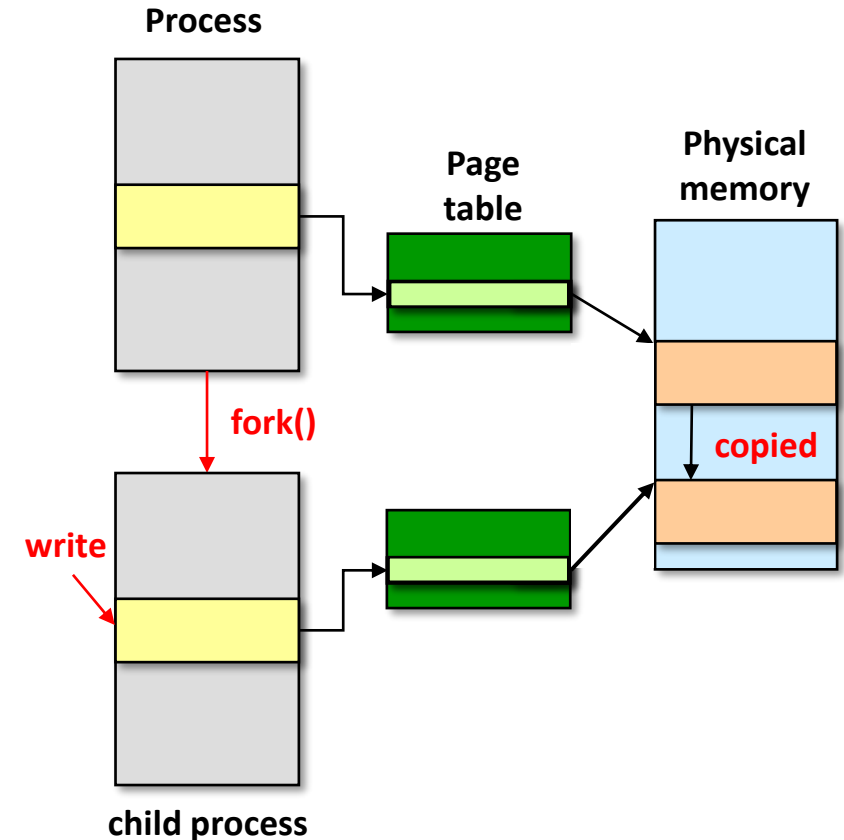 Process
Page
table
Physical
memory
fork()
copied
write
child process